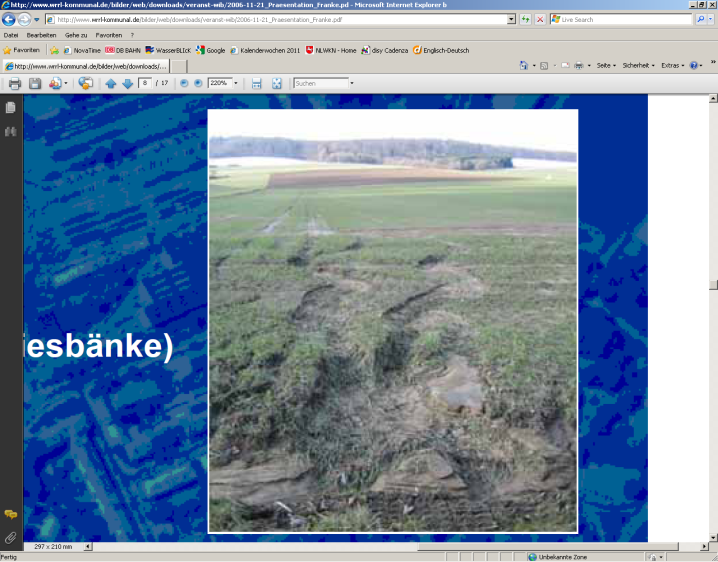 http://www.wrrl-kommunal.de/bilder/web/downloads/veranst-wib/2006-11-21_Praesentation_Franke.pd - Microsoft Internet Explorer b
http://www.wrrl-kommunal.de/bilder/web/downloads/veranst-wib/2006-11-21_Praesentation_Franke.pdf
Live Search
Datei Bearbeiten Gehe zu Favoriten ?
Favoriten NovaTime DB BAHN WasserBLIcK Google Kalenderwochen 2011 NLWKN - Home disy Cadenza Englisch-Deutsch
http://www.wrrl-kommunal.de/bilder/web/downloads/...
Seite Sicherheit Extras
8 / 17 220% Suchen
iesbänke)
297 x 210 mm
Fertig Unbekannte Zone